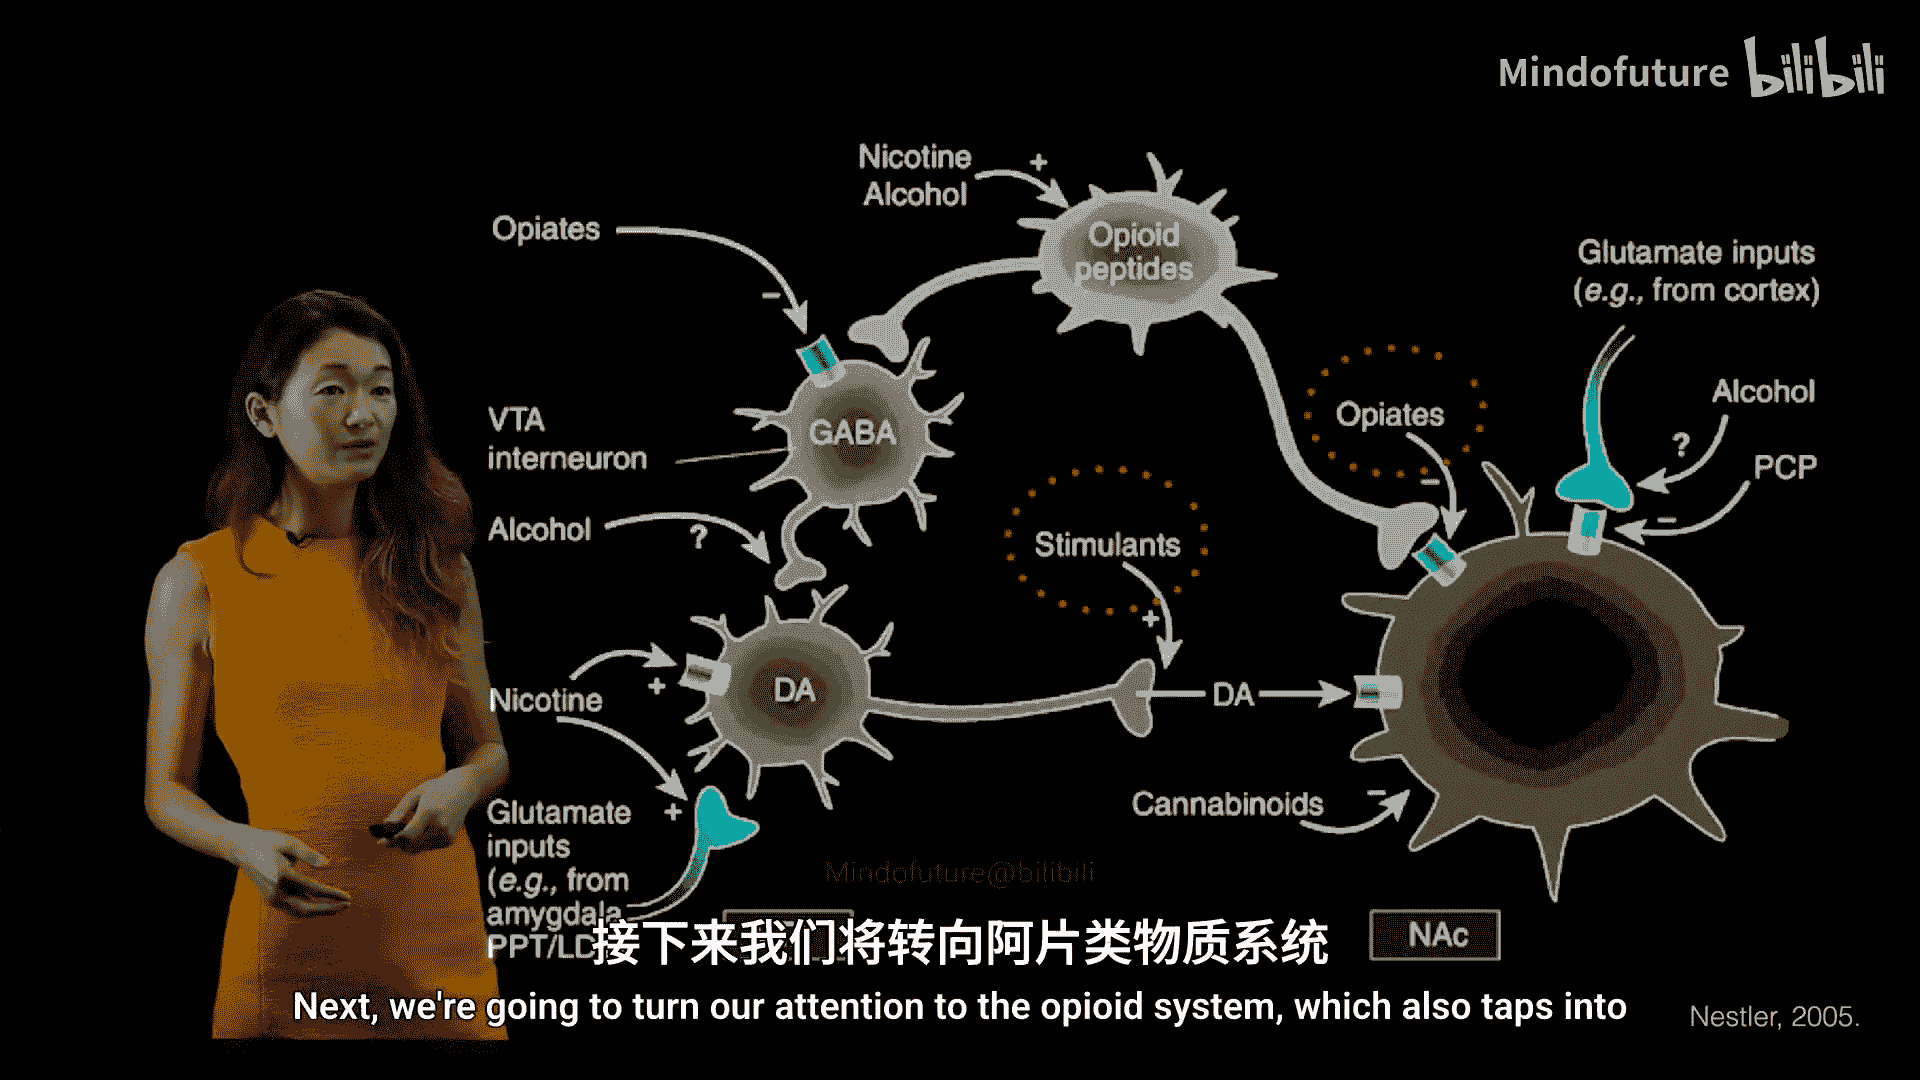 Mindofuture bilibili
Nicotine
Alcohol
+
Opiates
−
Opioid
peptides
Glutamate inputs
(e.g., from cortex)
Alcohol
?
PCP
−
Opiates
−
GABA
VTA
interneuron
Alcohol
?
Stimulants
+
Nicotine
+
+
DA
DA
Cannabinoids
−
Glutamate
inputs
(e.g., from
amygdala
PPT/LD
Mindofuture@bilibili
NAc
接下来我们将转向阿片类物质系统
Next, we're going to turn our attention to the opioid system, which also taps into
Nestler, 2005.